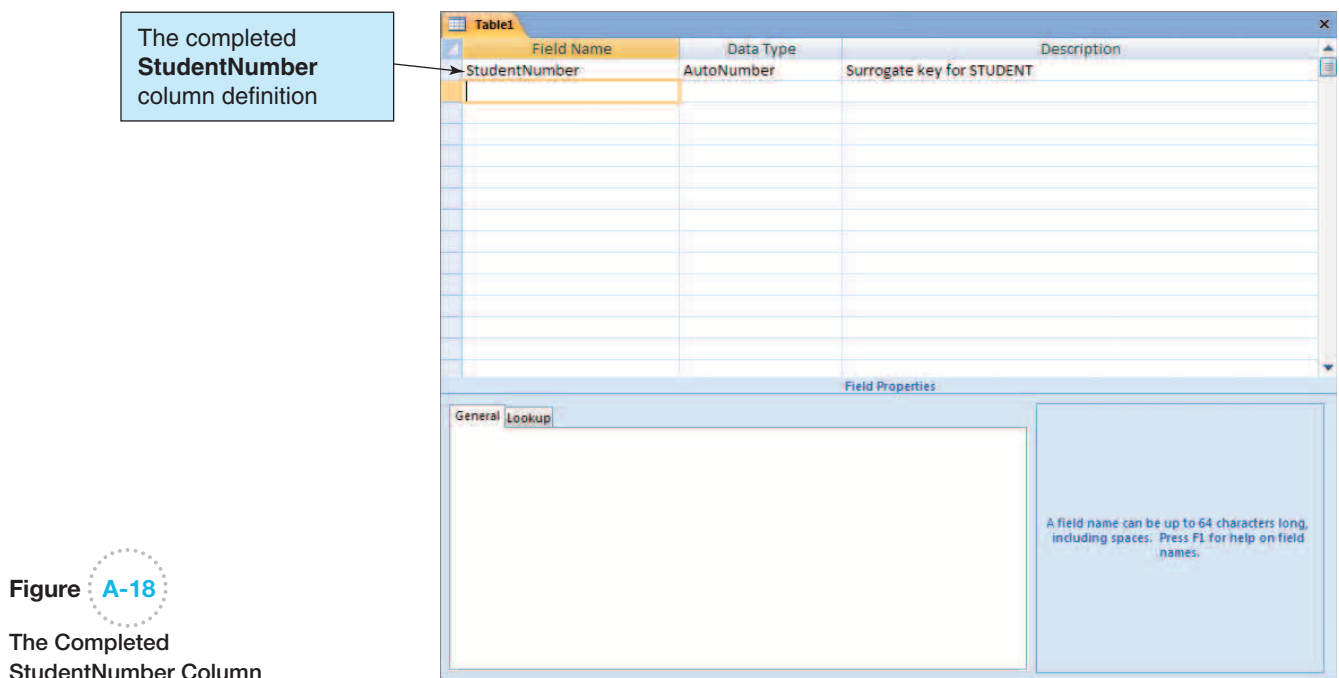 The completed
StudentNumber
column definition
Table1
Field Name Data Type Description
StudentNumber AutoNumber Surrogate key for STUDENT
Field Properties
General Lookup
A field name can be up to 64 characters long,
including spaces. Press F1 for help on field
names.
Figure A-18
The Completed
StudentNumber Column